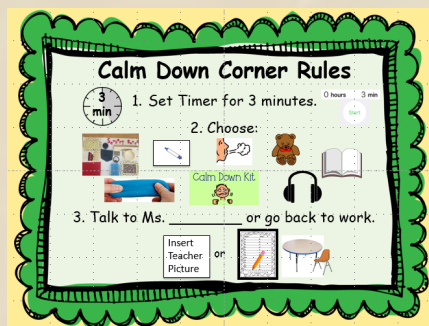 Calm Down Corner Rules
3
min
1. Set Timer for 3 minutes.
0 hours 3 min
Start
2. Choose:
Calm Down Kit
3. Talk to Ms. __________ or go back to work.
Insert
Teacher
Picture
or